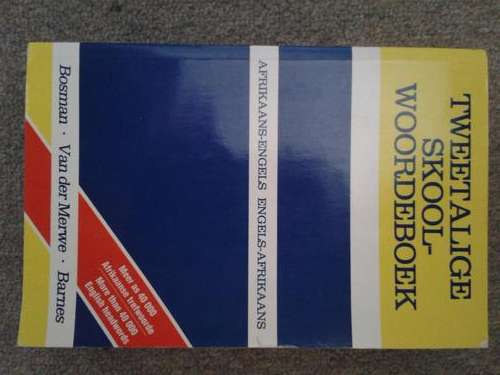 TWEETALIGE
SKOOL-
WOORDEBOEK
AFRIKAANS-ENGELS ENGELS-AFRIKAANS
Meer as 40 000
Afrikaanse trefwoorde
More than 40 000
English headwords
Bosman · Van der Merwe · Barnes